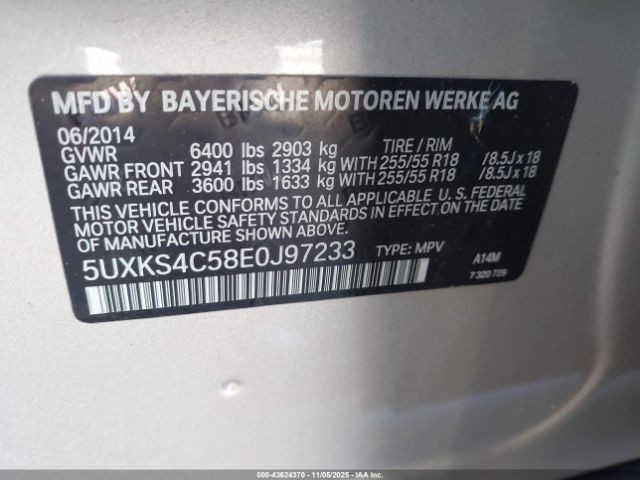 MFD BY BAYERISCHE MOTOREN WERKE AG
06/2014 TIRE / RIM
GVWR 6400 lbs 2903 kg
GAWR FRONT 2941 lbs 1334 kg WITH 255/55 R18 /8.5J x 18
GAWR REAR 3600 lbs 1633 kg WITH 255/55 R18 /8.5J x 18
THIS VEHICLE CONFORMS TO ALL APPLICABLE U. S. FEDERAL
MOTOR VEHICLE SAFETY STANDARDS IN EFFECT ON THE
DATE OF MANUFACTURE SHOWN ABOVE.
5UXKS4C58E0J97233 TYPE: MPV A14M
7 320 729
000-43624370 - 11/05/2025 - IAA Inc. ©